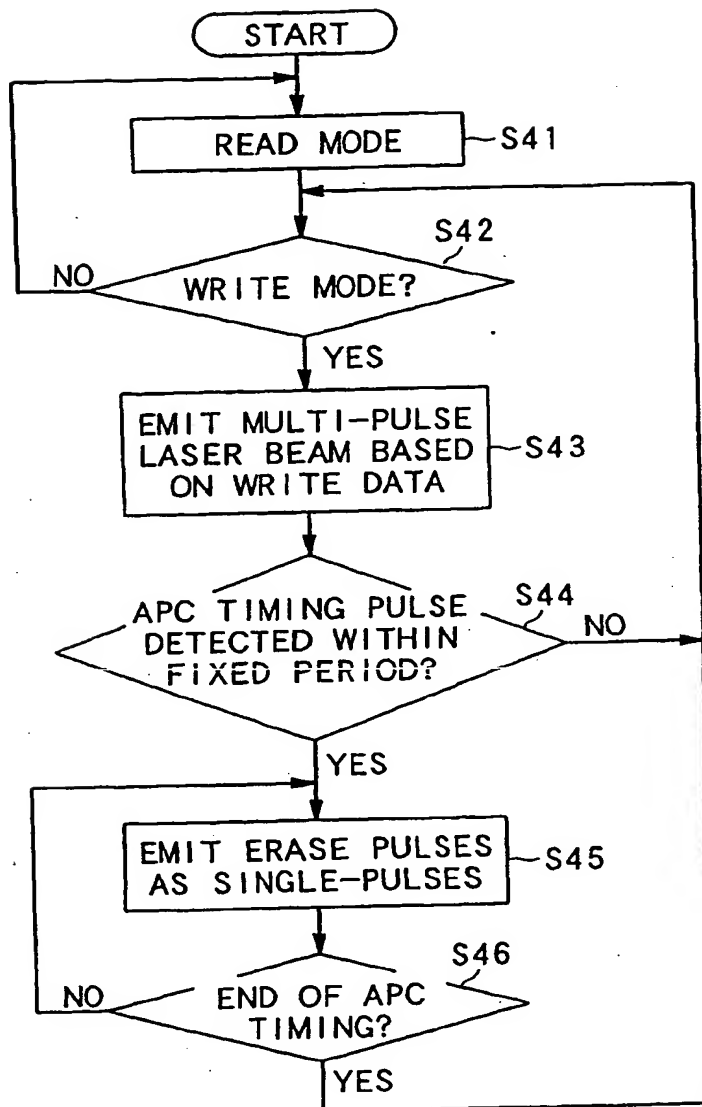 START
READ MODE
S41
S42
WRITE MODE?
NO
YES
EMIT MULTI-PULSE
LASER BEAM BASED
ON WRITE DATA
S43
APC TIMING PULSE
DETECTED WITHIN
FIXED PERIOD?
S44
NO
YES
EMIT ERASE PULSES
AS SINGLE-PULSES
S45
S46
END OF APC
TIMING?
NO
YES